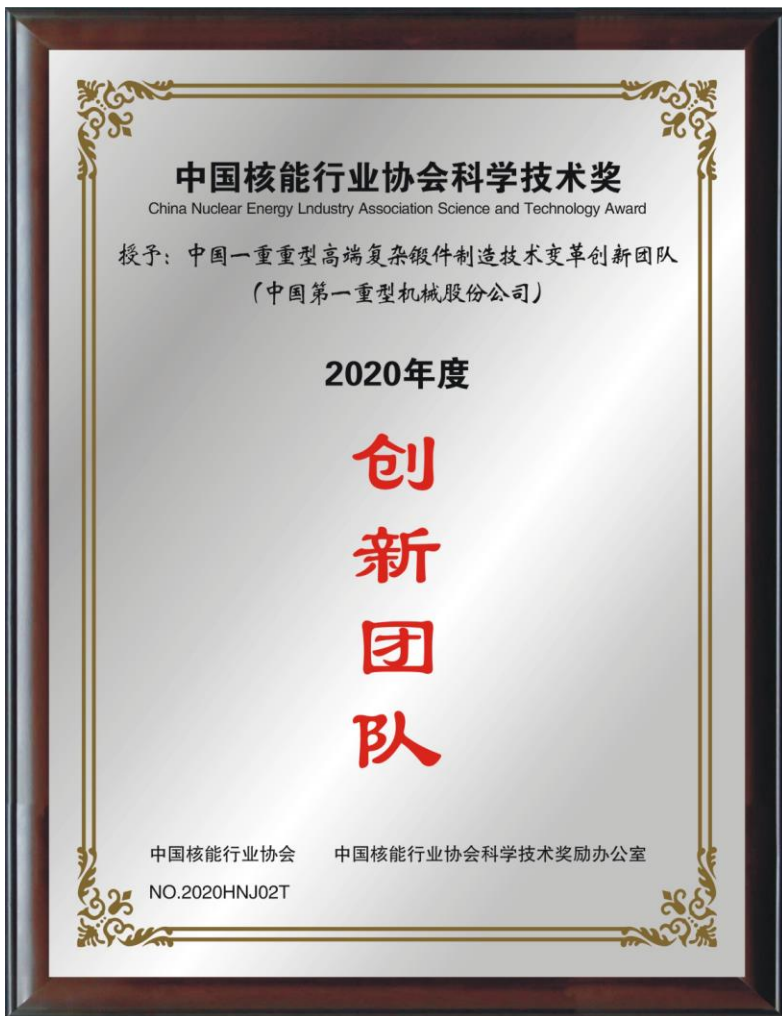 中国核能行业协会科学技术奖
China Nuclear Energy Lndustry Association Science and Technology Award
授予：中国一重重型高端复杂锻件制造技术变革创新团队
（中国第一重型机械股份公司）
2020年度
创
新
团
队
中国核能行业协会 中国核能行业协会科学技术奖励办公室
NO.2020HNJ02T